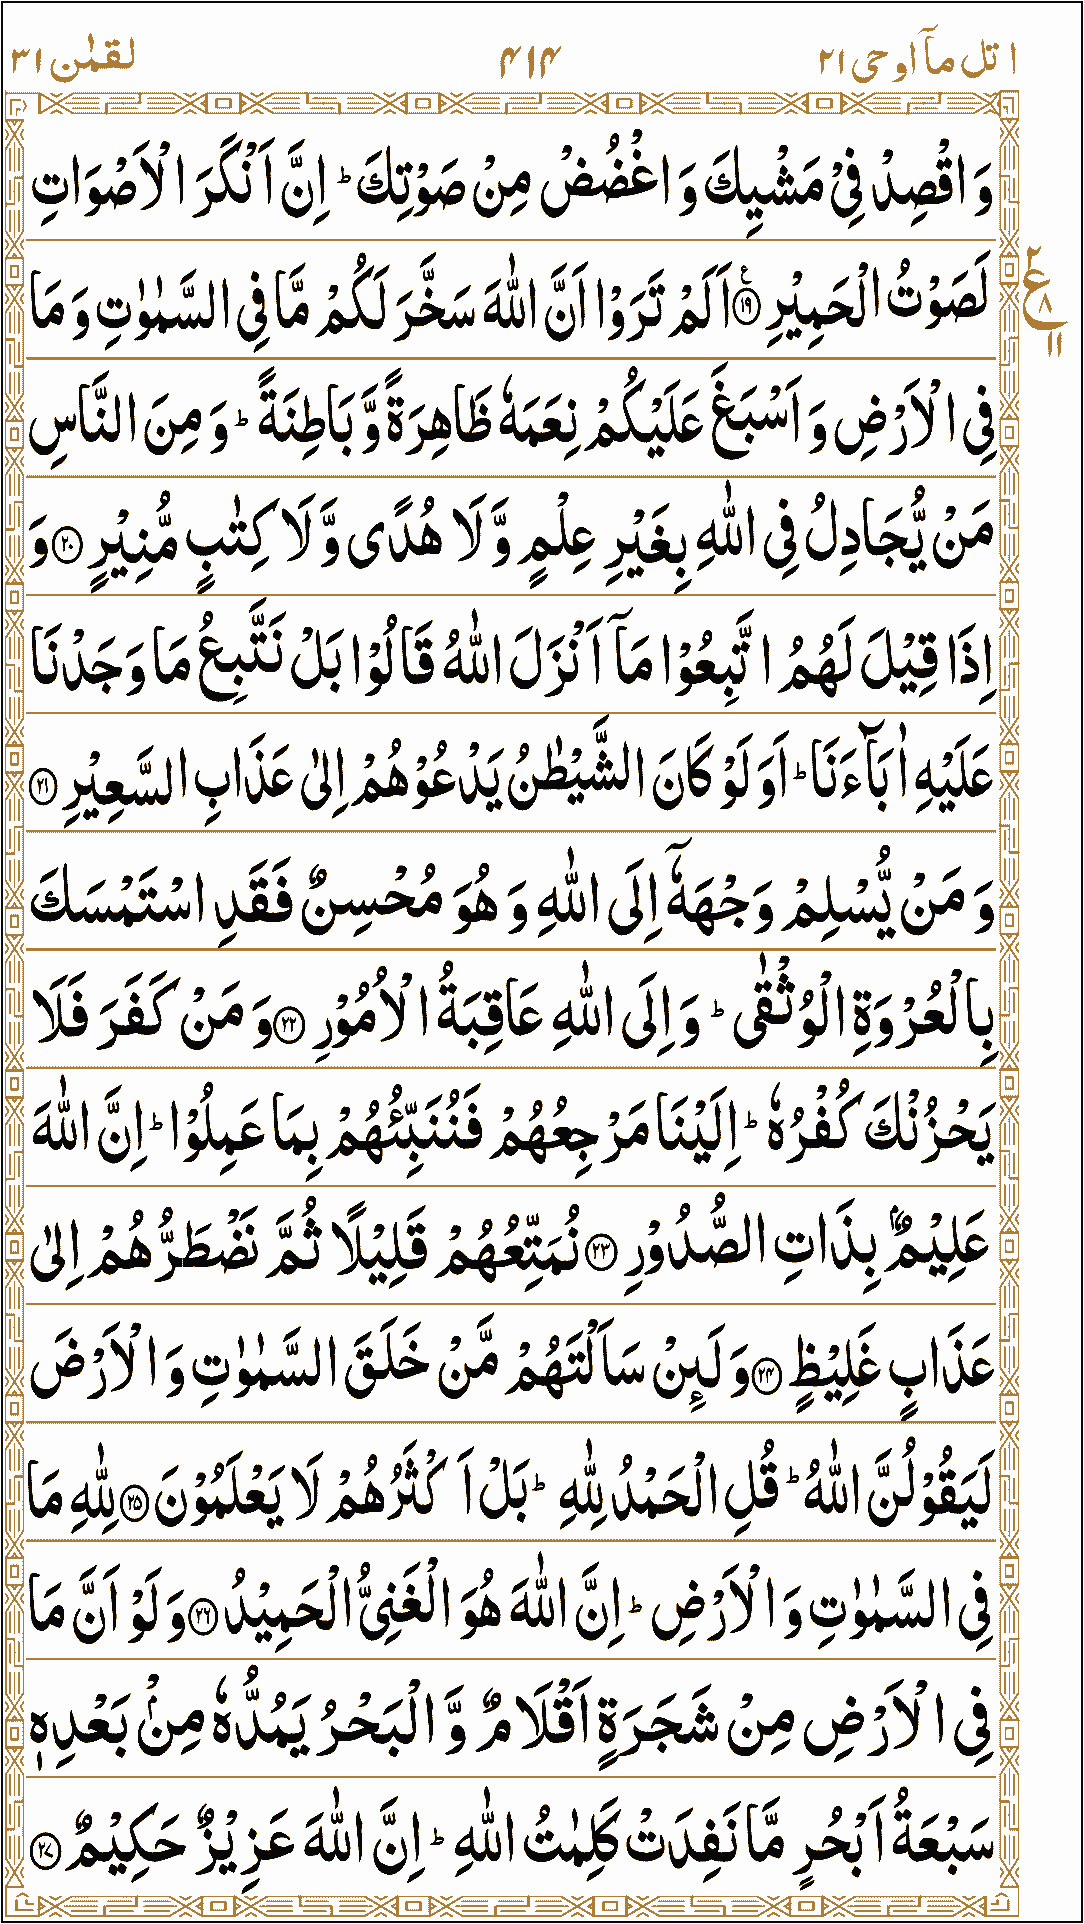 اتل مآ اوحی ۲۱ ۴۱۴ لقمٰن ۳۱
وَاقْصِدْ فِیْ مَشْیِكَ وَاغْضُضْ مِنْ صَوْتِكَ ؕ اِنَّ اَنْكَرَ الْاَصْوَاتِ
لَصَوْتُ الْحَمِیْرِ ﴿۱۹﴾ۧ اَلَمْ تَرَوْا اَنَّ اللّٰهَ سَخَّرَ لَكُمْ مَّا فِی السَّمٰوٰتِ وَمَا
۲ ع ۸ ۱۱
فِی الْاَرْضِ وَاَسْبَغَ عَلَیْكُمْ نِعَمَهٗ ظَاهِرَةً وَّبَاطِنَةً ؕ وَمِنَ النَّاسِ
مَنْ یُّجَادِلُ فِی اللّٰهِ بِغَیْرِ عِلْمٍ وَّلَا هُدًی وَّلَا كِتٰبٍ مُّنِیْرٍ ﴿۲۰﴾ وَ
اِذَا قِیْلَ لَهُمُ اتَّبِعُوْا مَاۤ اَنْزَلَ اللّٰهُ قَالُوْا بَلْ نَتَّبِعُ مَا وَجَدْنَا
عَلَیْهِ اٰبَآءَنَا ؕ اَوَلَوْ كَانَ الشَّیْطٰنُ یَدْعُوْهُمْ اِلٰی عَذَابِ السَّعِیْرِ ﴿۲۱﴾
وَمَنْ یُّسْلِمْ وَجْهَهٗۤ اِلَی اللّٰهِ وَهُوَ مُحْسِنٌ فَقَدِ اسْتَمْسَكَ
بِالْعُرْوَةِ الْوُثْقٰی ؕ وَاِلَی اللّٰهِ عَاقِبَةُ الْاُمُوْرِ ﴿۲۲﴾ وَمَنْ كَفَرَ فَلَا
یَحْزُنْكَ كُفْرُهٗ ؕ اِلَیْنَا مَرْجِعُهُمْ فَنُنَبِّئُهُمْ بِمَا عَمِلُوْا ؕ اِنَّ اللّٰهَ
عَلِیْمٌۢ بِذَاتِ الصُّدُوْرِ ﴿۲۳﴾ نُمَتِّعُهُمْ قَلِیْلًا ثُمَّ نَضْطَرُّهُمْ اِلٰی
عَذَابٍ غَلِیْظٍ ﴿۲۴﴾ وَلَئِنْ سَاَلْتَهُمْ مَّنْ خَلَقَ السَّمٰوٰتِ وَالْاَرْضَ
لَیَقُوْلُنَّ اللّٰهُ ؕ قُلِ الْحَمْدُ لِلّٰهِ ؕ بَلْ اَكْثَرُهُمْ لَا یَعْلَمُوْنَ ﴿۲۵﴾ لِلّٰهِ مَا
فِی السَّمٰوٰتِ وَالْاَرْضِ ؕ اِنَّ اللّٰهَ هُوَ الْغَنِیُّ الْحَمِیْدُ ﴿۲۶﴾ وَلَوْ اَنَّ مَا
فِی الْاَرْضِ مِنْ شَجَرَةٍ اَقْلَامٌ وَّالْبَحْرُ یَمُدُّهٗ مِنْۢ بَعْدِهٖ
سَبْعَةُ اَبْحُرٍ مَّا نَفِدَتْ كَلِمٰتُ اللّٰهِ ؕ اِنَّ اللّٰهَ عَزِیْزٌ حَكِیْمٌ ﴿۲۷﴾